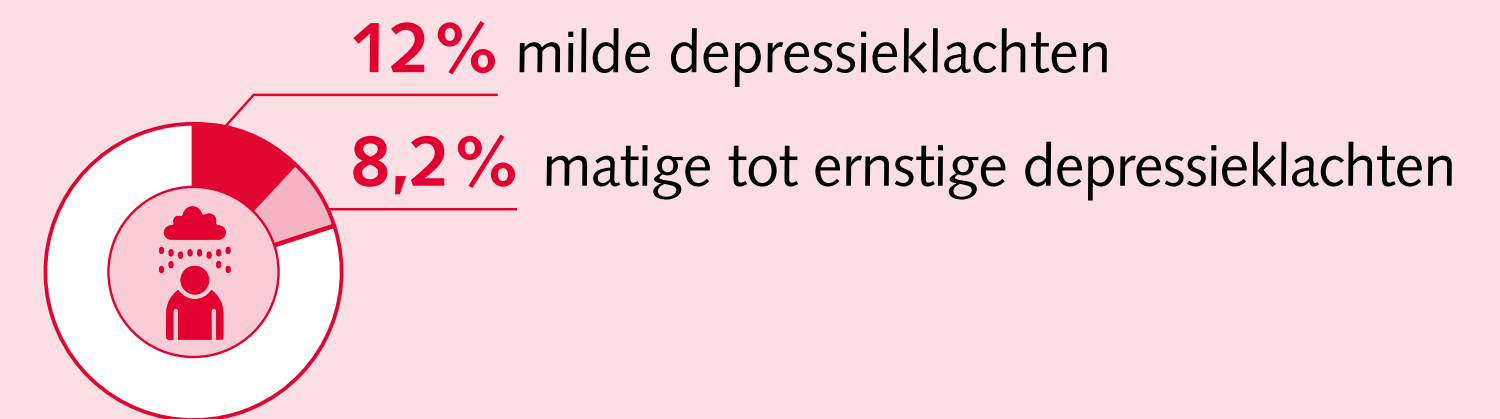 12% milde depressieklachten
8,2% matige tot ernstige depressieklachten